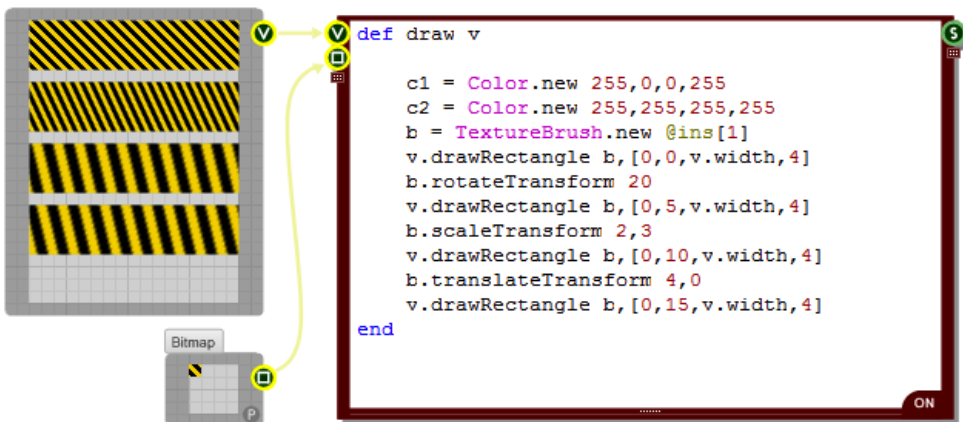 V
V
def draw v
S
c1 = Color.new 255,0,0,255
c2 = Color.new 255,255,255,255
b = TextureBrush.new @ins[1]
v.drawRectangle b,[0,0,v.width,4]
b.rotateTransform 20
v.drawRectangle b,[0,5,v.width,4]
b.scaleTransform 2,3
v.drawRectangle b,[0,10,v.width,4]
b.translateTransform 4,0
v.drawRectangle b,[0,15,v.width,4]
end
Bitmap
P
ON